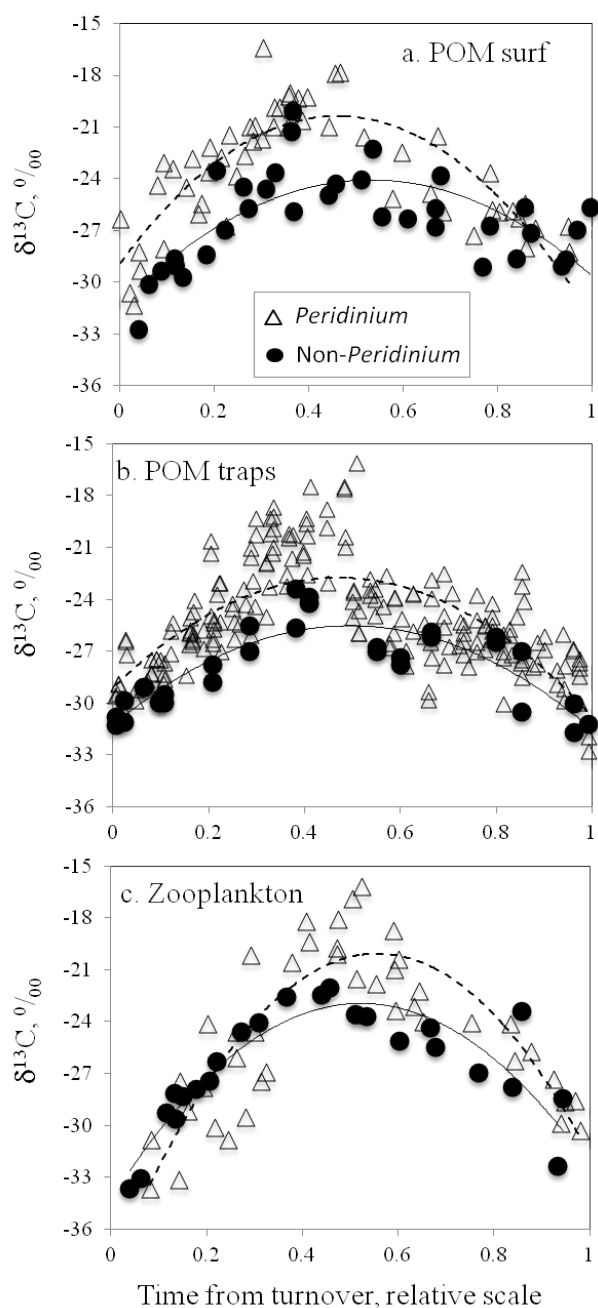 a. POM surf
-15
-18
-21
-24
-27
-30
-33
-36
δ¹³C, ⁰/₀₀
△ Peridinium
● Non-Peridinium
0 0.2 0.4 0.6 0.8 1
b. POM traps
-15
-18
-21
-24
-27
-30
-33
-36
δ¹³C, ⁰/₀₀
0 0.2 0.4 0.6 0.8 1
c. Zooplankton
-15
-18
-21
-24
-27
-30
-33
-36
δ¹³C, ⁰/₀₀
0 0.2 0.4 0.6 0.8 1
Time from turnover, relative scale